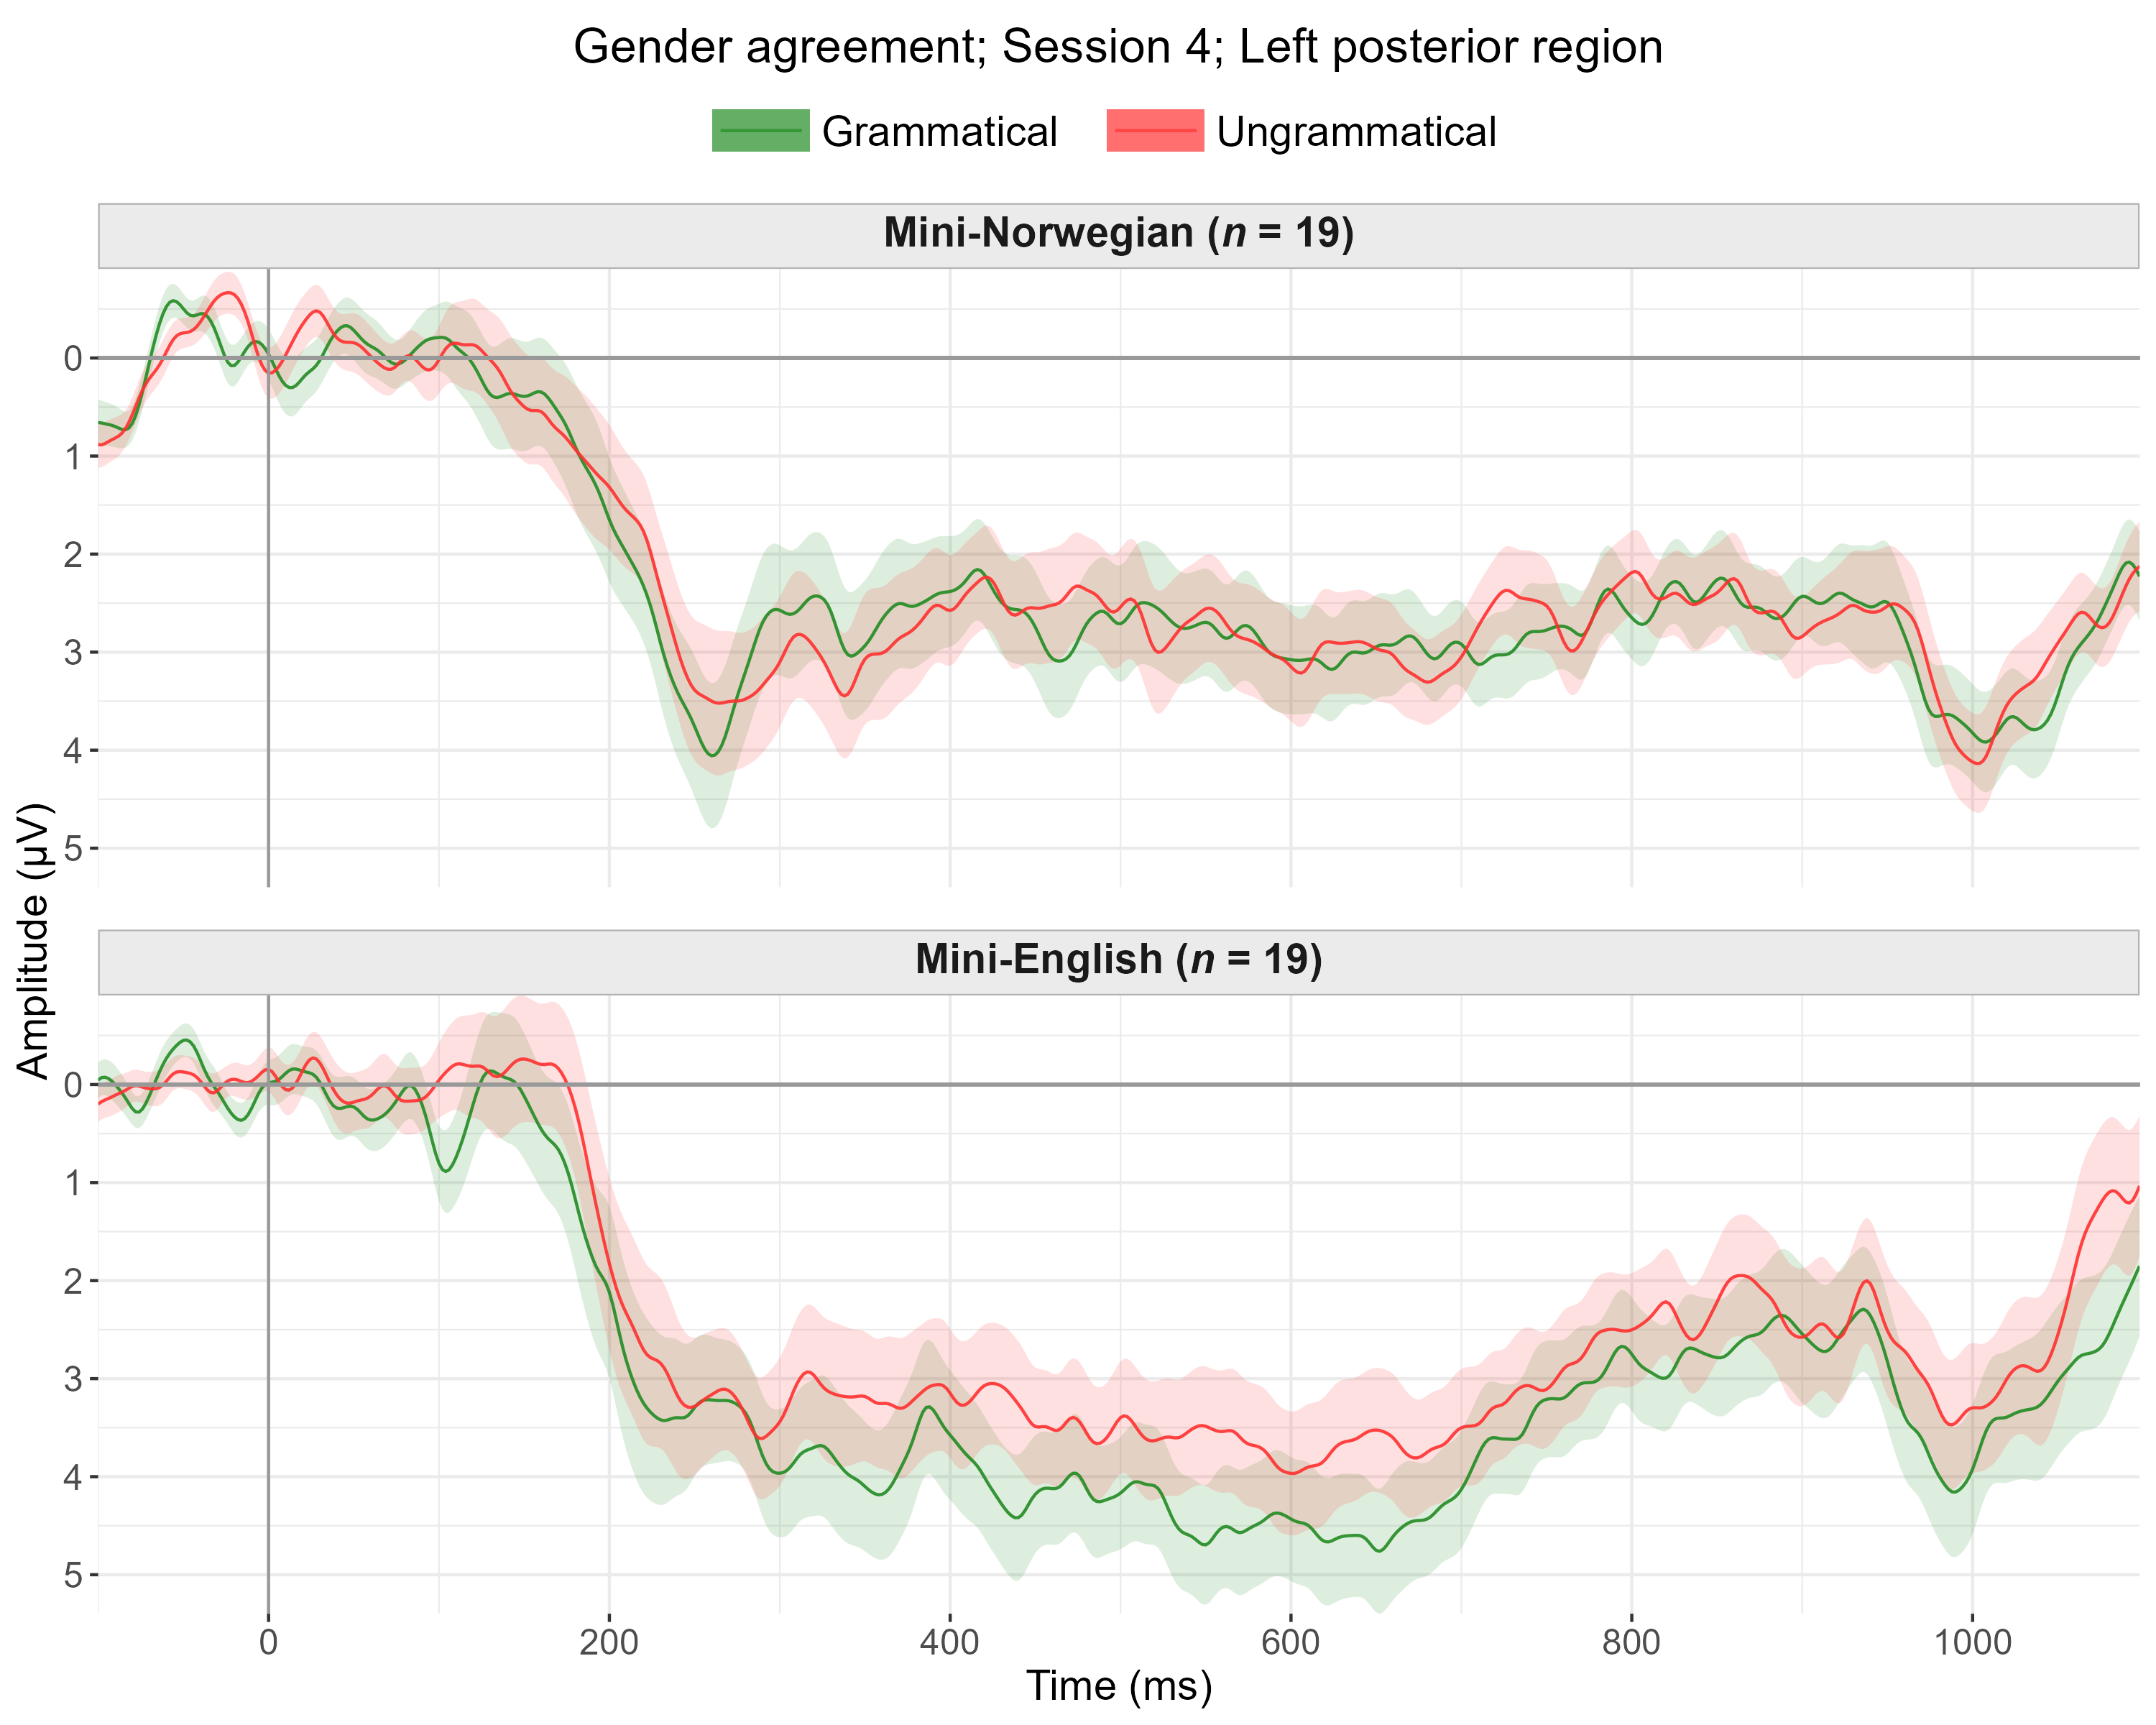 Gender agreement; Session 4; Left posterior region
Grammatical Ungrammatical
Mini-Norwegian (n = 19)
0
1
2
3
4
5
Amplitude (µV)
Mini-English (n = 19)
0
1
2
3
4
5
0 200 400 600 800 1000
Time (ms)